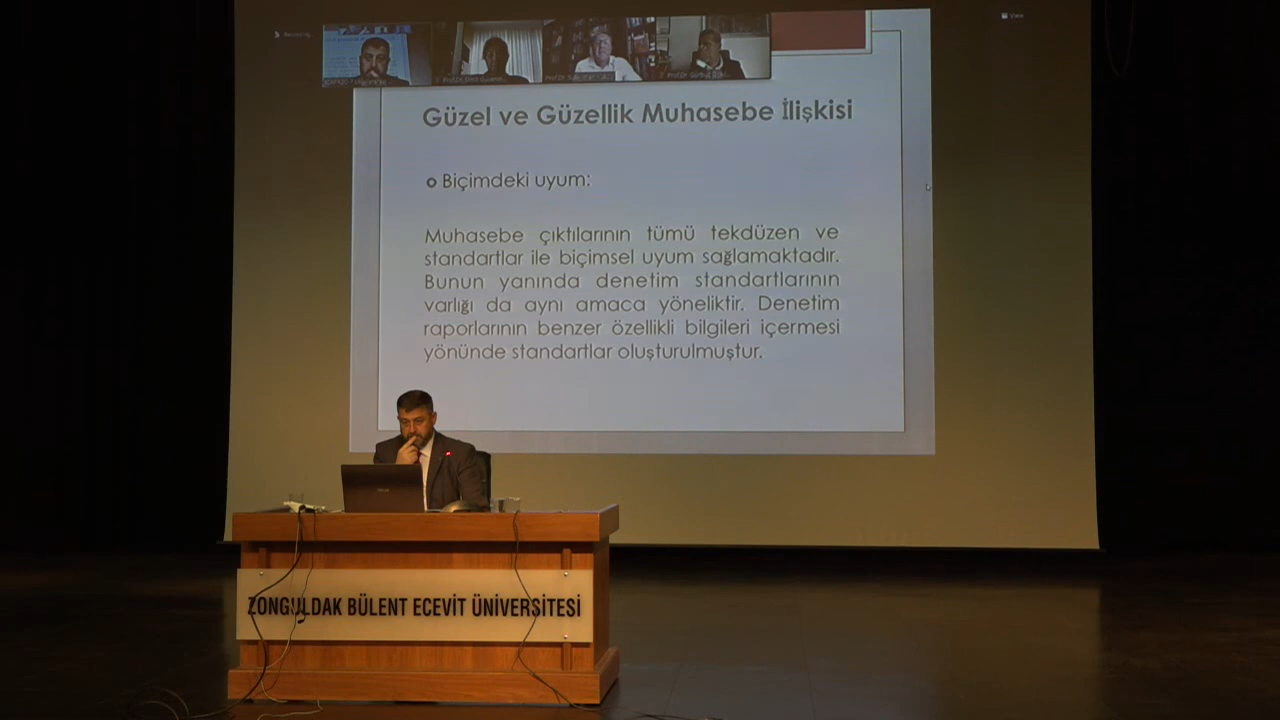 View
Güzel ve Güzellik Muhasebe İlişkisi
Biçimdeki uyum:
Muhasebe çıktılarının tümü tekdüzen ve
standartlar ile biçimsel uyum sağlamaktadır.
Bunun yanında denetim standartlarının
varlığı da aynı amaca yöneliktir. Denetim
raporlarının benzer özellikli bilgileri içermesi
yönünde standartlar oluşturulmuştur.
ZONGULDAK BÜLENT ECEVİT ÜNİVERSİTESİ